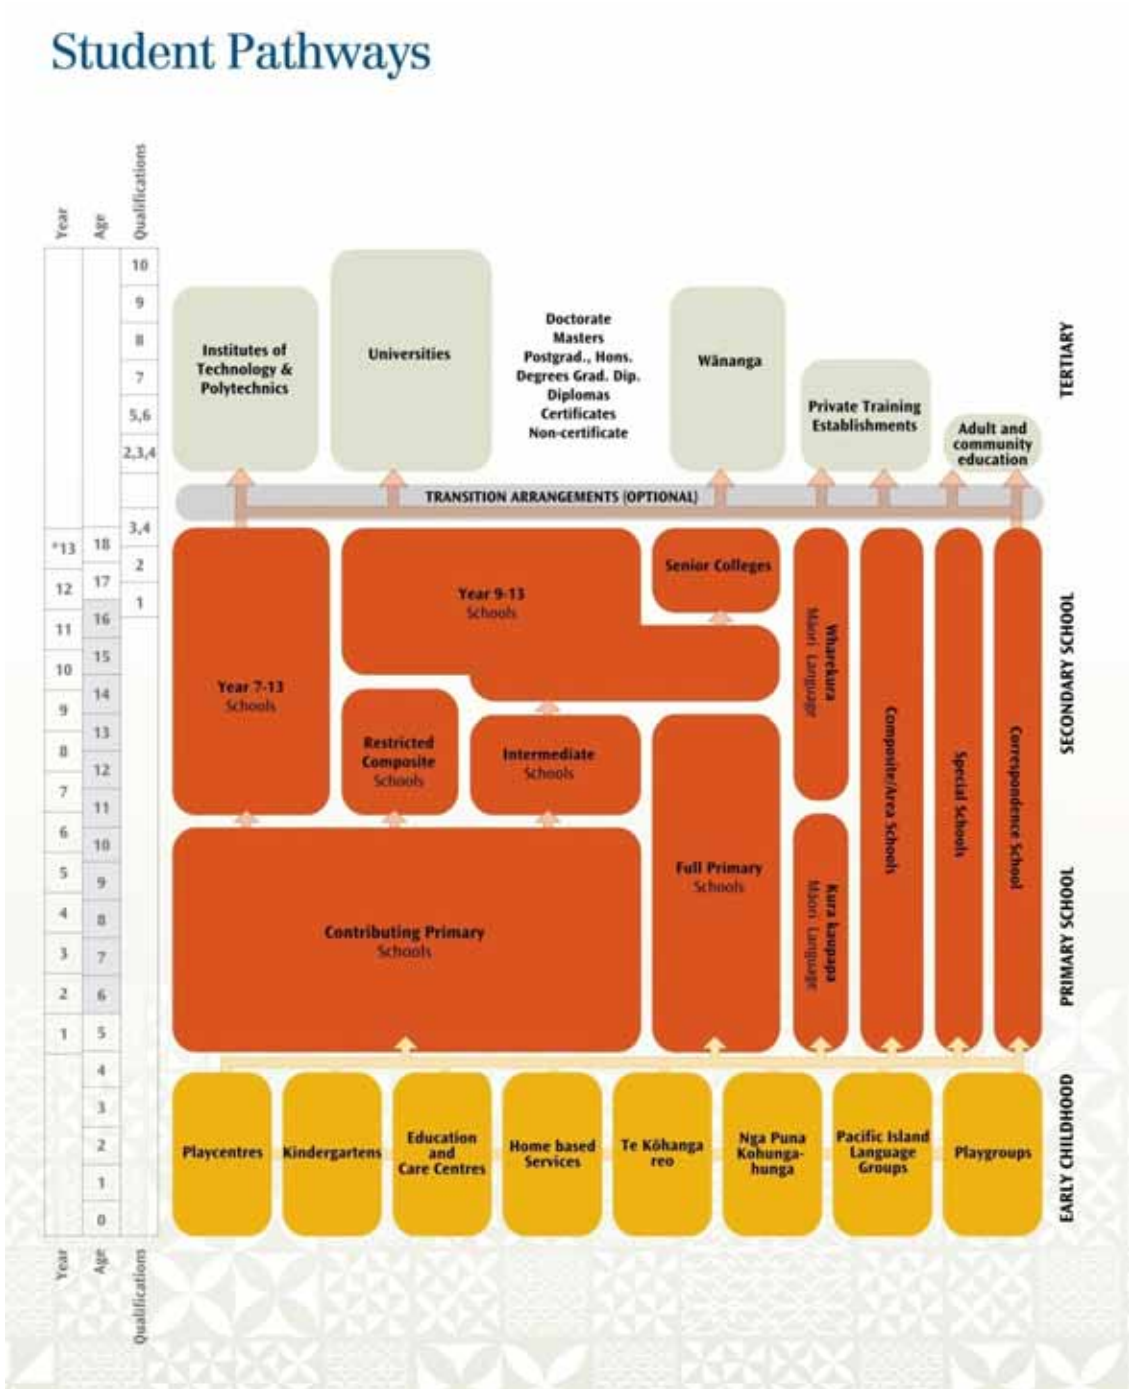 Student Pathways
Year
Age
Qualifications
10
9
8
7
5,6
2,3,4
3,4
2
1
*13
12
11
10
9
8
7
6
5
4
3
2
1
18
17
16
15
14
13
12
11
10
9
8
7
6
5
4
3
2
1
0
Institutes of
Technology &
Polytechnics
Universities
Doctorate
Masters
Postgrad., Hons.
Degrees Grad. Dip.
Diplomas
Certificates
Non-certificate
Wānanga
Private Training
Establishments
Adult and
community
education
TERTIARY
TRANSITION ARRANGEMENTS (OPTIONAL)
Year 7-13
Schools
Year 9-13
Schools
Senior Colleges
Restricted
Composite
Schools
Intermediate
Schools
Wharekura
Māori Language
Composite/Area Schools
Special Schools
Correspondence School
SECONDARY SCHOOL
Contributing Primary
Schools
Full Primary
Schools
Kura kaupapa
Māori Language
PRIMARY SCHOOL
Playcentres
Kindergartens
Education
and
Care Centres
Home based
Services
Te Kōhanga
reo
Nga Puna
Kohunga-
hunga
Pacific Island
Language
Groups
Playgroups
EARLY CHILDHOOD
Year
Age
Qualifications